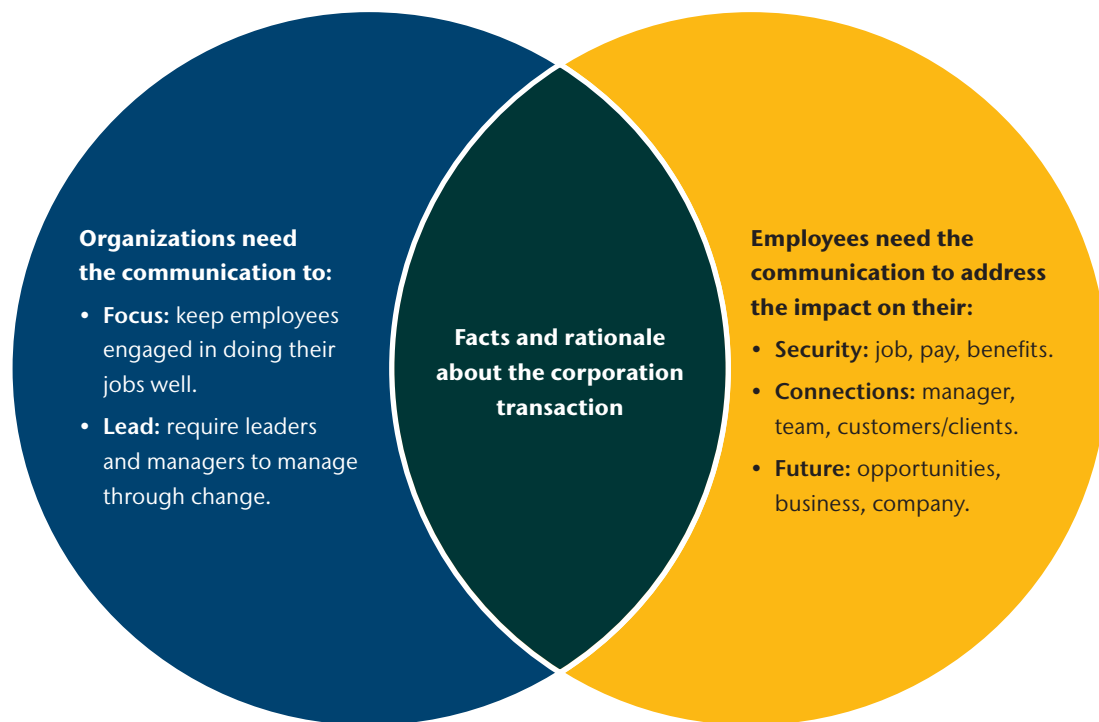 Organizations need
the communication to:
• Focus: keep employees
engaged in doing their
jobs well.
• Lead: require leaders
and managers to manage
through change.
Facts and rationale
about the corporation
transaction
Employees need the
communication to address
the impact on their:
• Security: job, pay, benefits.
• Connections: manager,
team, customers/clients.
• Future: opportunities,
business, company.